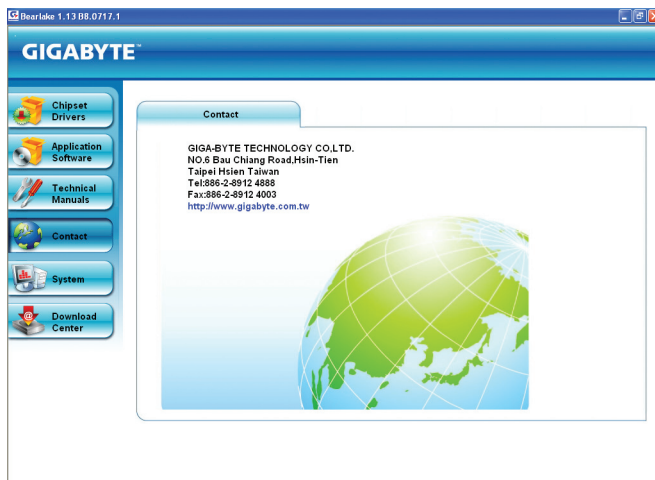 Bearlake 1.13 B8.0717.1
GIGABYTE™
Chipset
Drivers
Application
Software
Technical
Manuals
Contact
System
Download
Center
Contact
GIGA-BYTE TECHNOLOGY CO,LTD.
NO.6 Bau Chiang Road,Hsin-Tien
Taipei Hsien Taiwan
Tel:886-2-8912 4888
Fax:886-2-8912 4003
http://www.gigabyte.com.tw